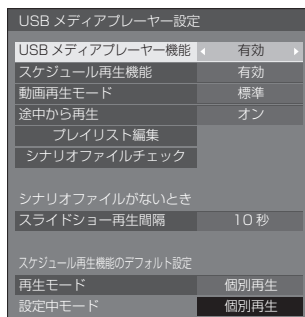 USB メディアプレーヤー設定
USB メディアプレーヤー機能 有効
スケジュール再生機能 有効
動画再生モード 標準
途中から再生 オン
プレイリスト編集
シナリオファイルチェック
シナリオファイルがないとき
スライドショー再生間隔 10秒
スケジュール再生機能のデフォルト設定
再生モード 個別再生
設定中モード 個別再生